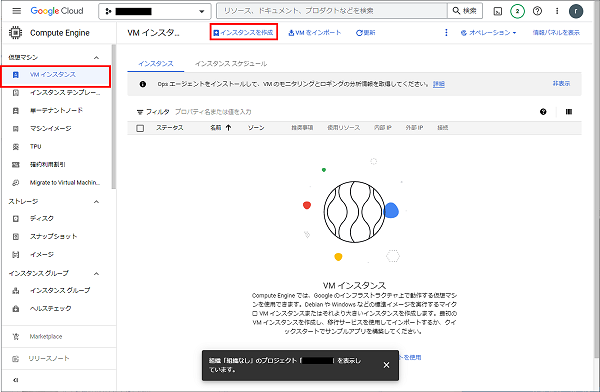 Google Cloud
リソース、ドキュメント、プロダクトなどを検索
検索
2
r
Compute Engine
VM インスタ...
インスタンスを作成
VM をインポート
更新
オペレーション
情報パネルを表示
仮想マシン
VM インスタンス
インスタンス テンプレー...
単一テナントノード
マシンイメージ
TPU
確約利用割引
Migrate to Virtual Machin...
ストレージ
ディスク
スナップショット
イメージ
インスタンス グループ
インスタンス グループ
ヘルスチェック
Marketplace
リリースノート
インスタンス
インスタンス スケジュール
Ops エージェントをインストールして、VM のモニタリングとロギングの分析情報を取得してください。 詳細
非表示
フィルタ プロパティ名または値を入力
ステータス 名前 ゾーン 推奨事項 使用リソース 内部 IP 外部 IP 接続
VM インスタンス
Compute Engine では、Google のインフラストラクチャ上で動作する仮想マシ
ンを使用できます。Debian や Windows などの標準イメージを実行するマイク
ロ VM インスタンスまたはそれより大きいインスタンスを作成します。最初の
VM インスタンスを作成し、移行サービスを使用してインポートするか、クイ
ックスタートでサンプルアプリを構築してください。
トを使用
組織「組織なし」のプロジェクト「 」を表示し
ています。